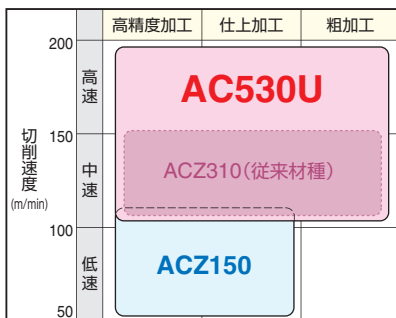 高精度加工 仕上加工 粗加工
200
高速
AC530U
150
切削速度
(m/min)
中速
ACZ310(従来材種)
100
低速
ACZ150
50